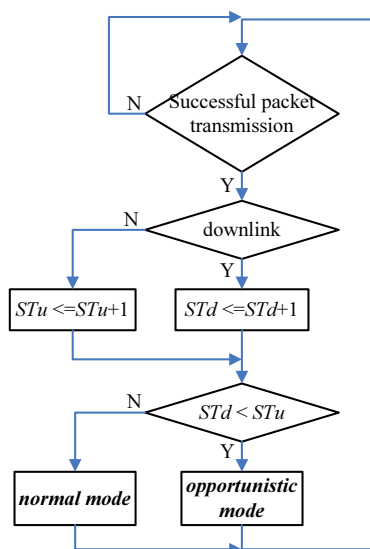 N
Successful packet
transmission
Y
N
downlink
Y
STu <=STu+1
STd <=STd+1
N
STd < STu
Y
normal mode
opportunistic
mode